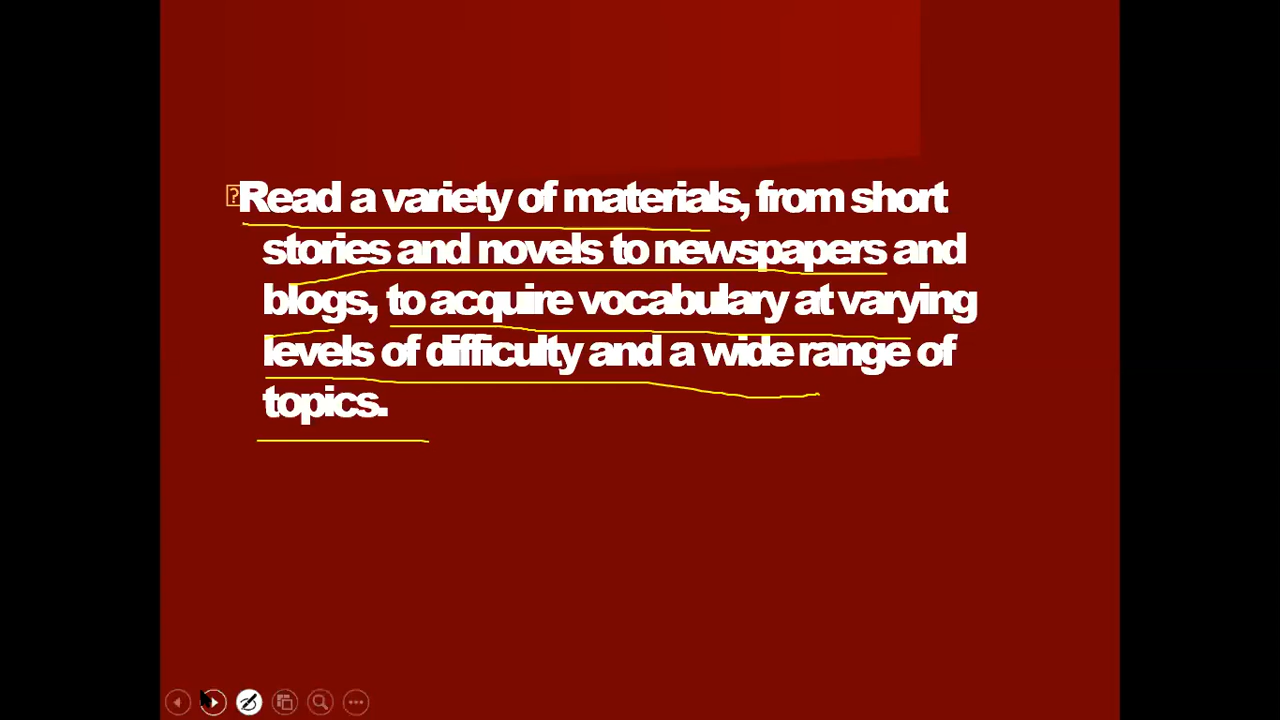 Read a variety of materials, from short
stories and novels to newspapers and
blogs, to acquire vocabulary at varying
levels of difficulty and a wide range of
topics.